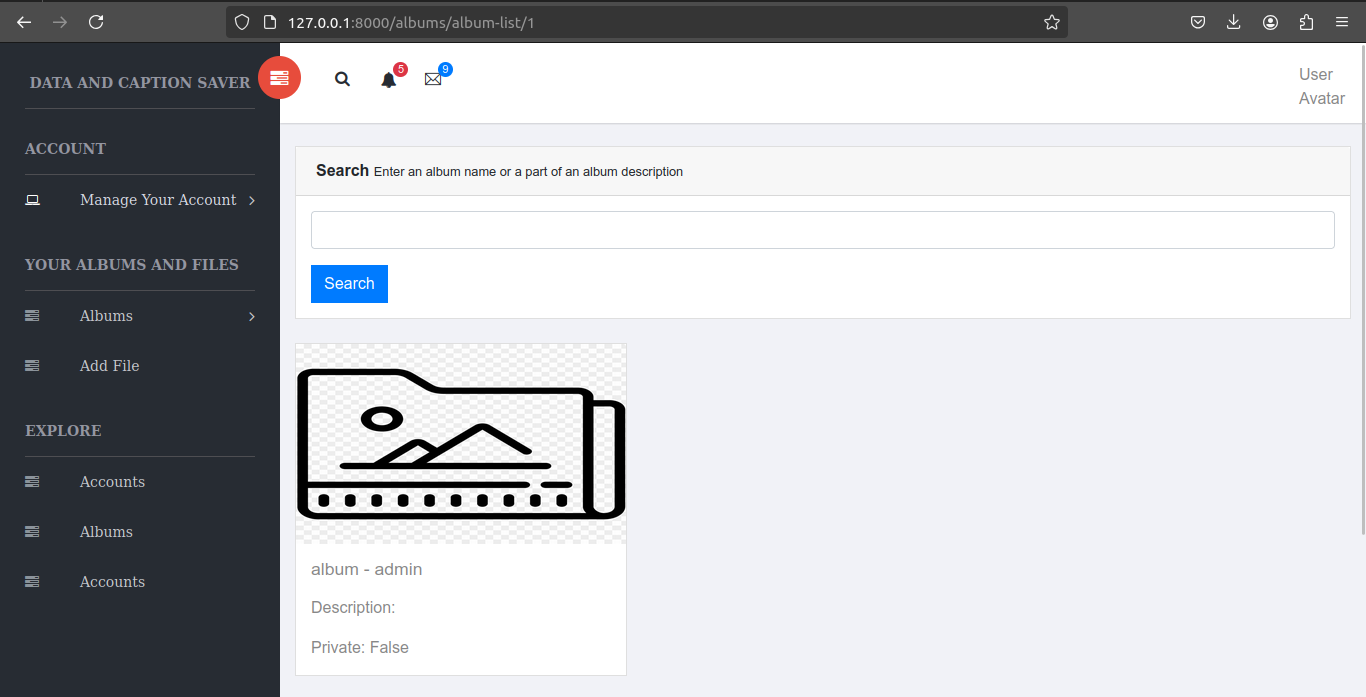 127.0.0.1:8000/albums/album-list/1
DATA AND CAPTION SAVER
ACCOUNT
Manage Your Account
YOUR ALBUMS AND FILES
Albums
Add File
EXPLORE
Accounts
Albums
Accounts
5
9
User
Avatar
Search Enter an album name or a part of an album description
Search
album - admin
Description:
Private: False